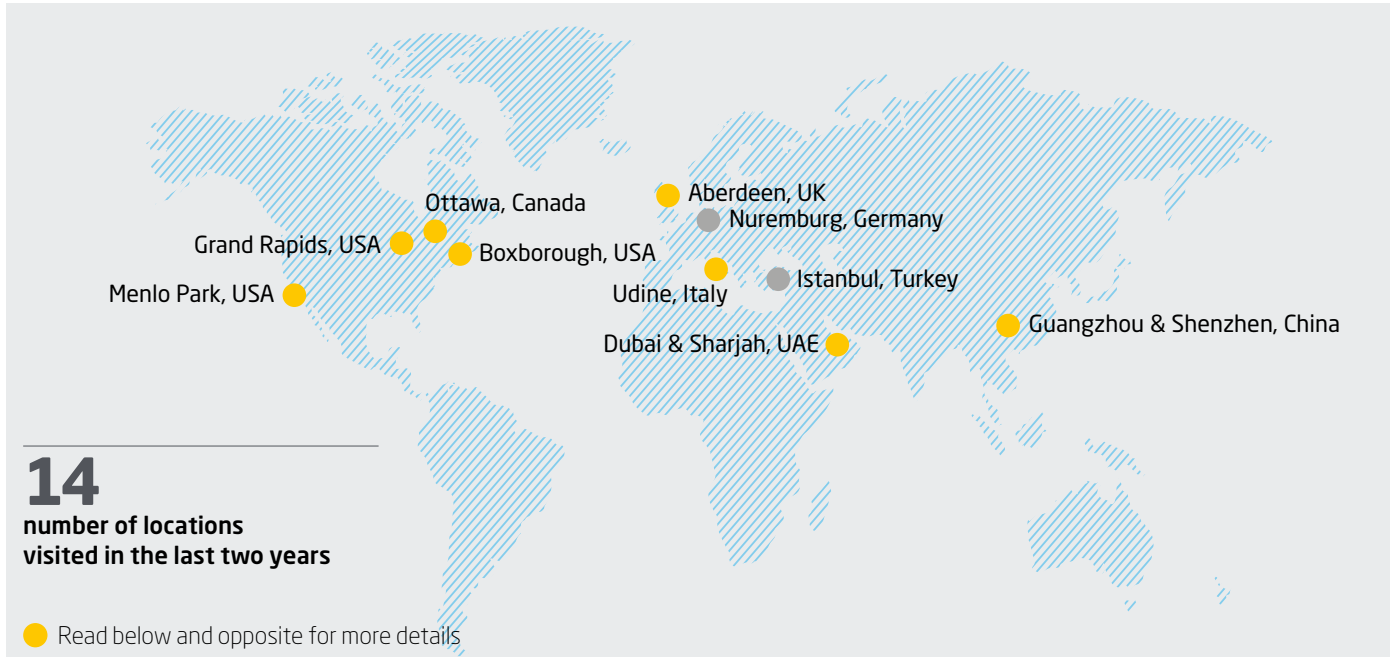 Aberdeen, UK
Ottawa, Canada
Nuremburg, Germany
Grand Rapids, USA
Boxborough, USA
Istanbul, Turkey
Menlo Park, USA
Udine, Italy
Guangzhou & Shenzhen, China
Dubai & Sharjah, UAE
14
number of locations
visited in the last two years
Read below and opposite for more details